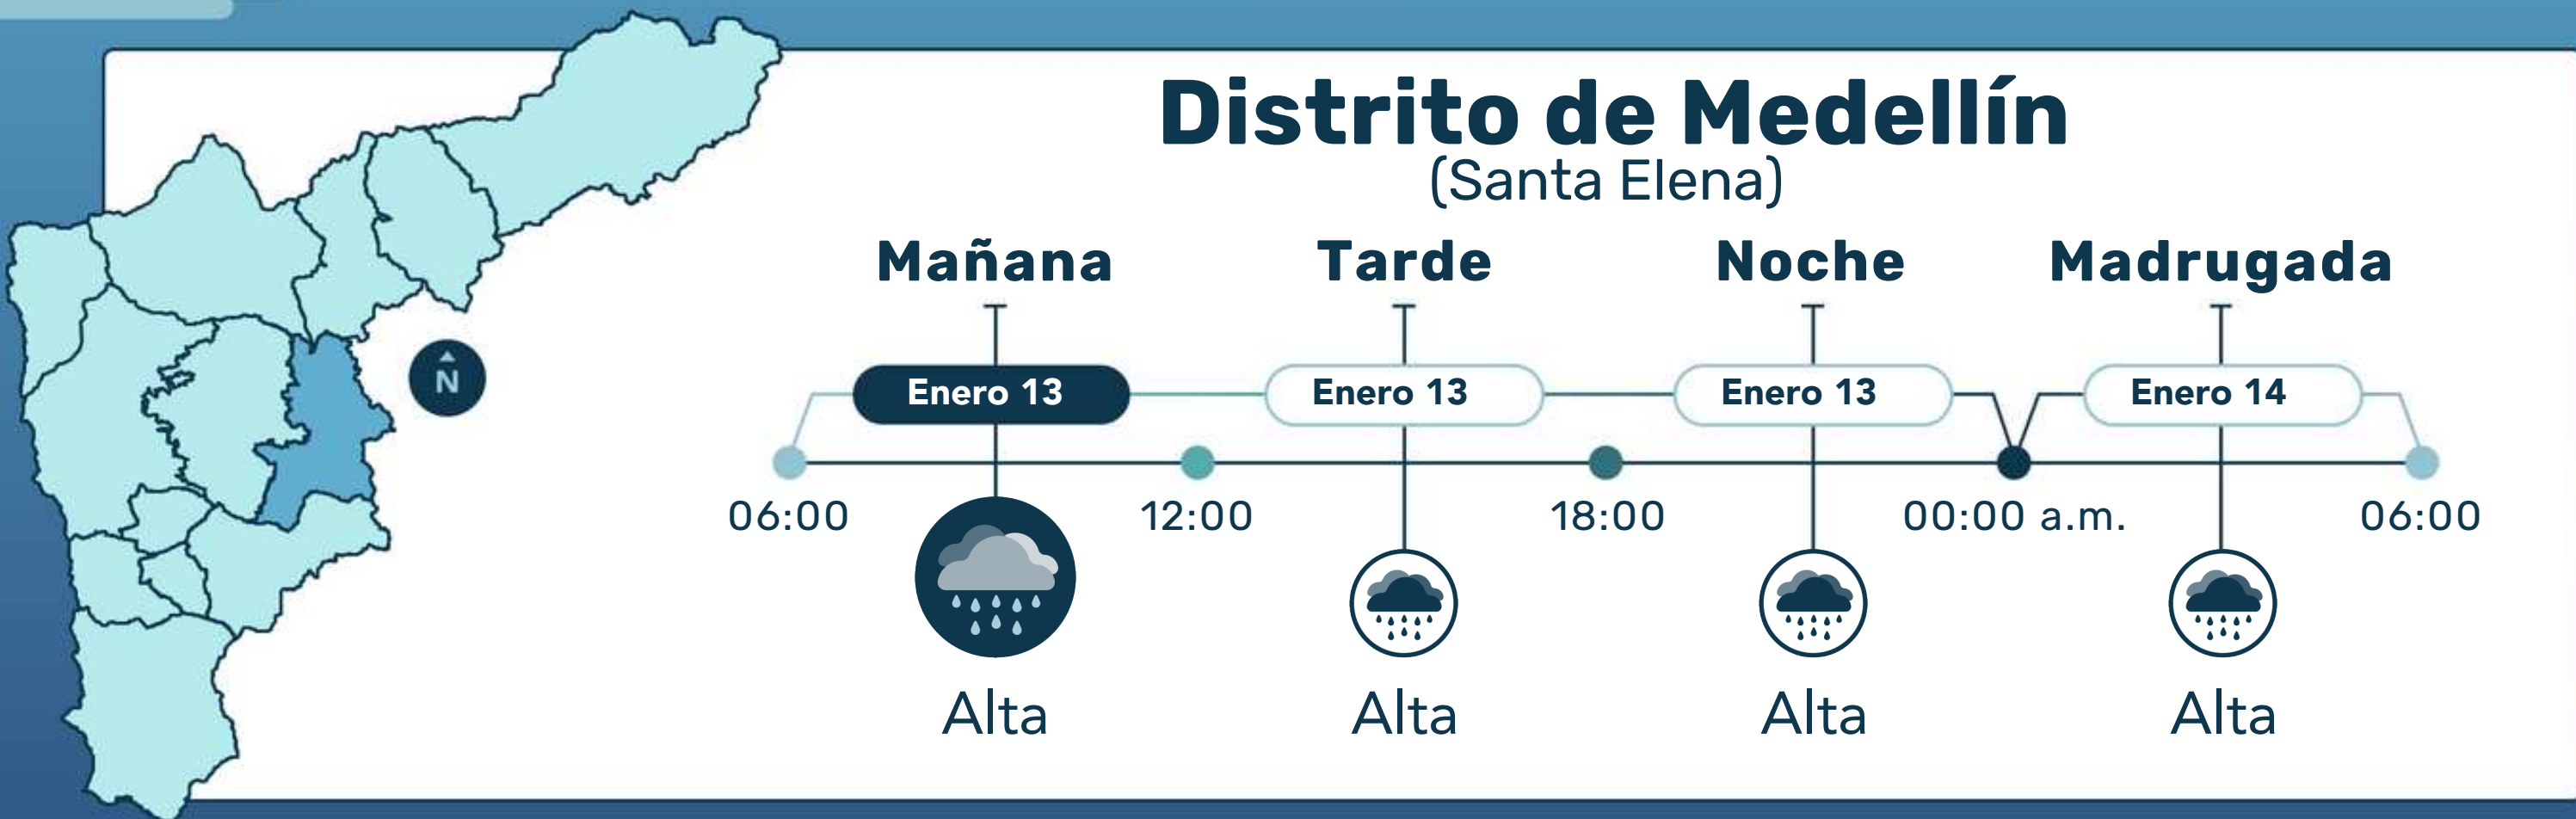 Distrito de Medellín
(Santa Elena)
Mañana Tarde Noche Madrugada
N
Enero 13 Enero 13 Enero 13 Enero 14
06:00 12:00 18:00 00:00 a.m. 06:00
Alta Alta Alta Alta